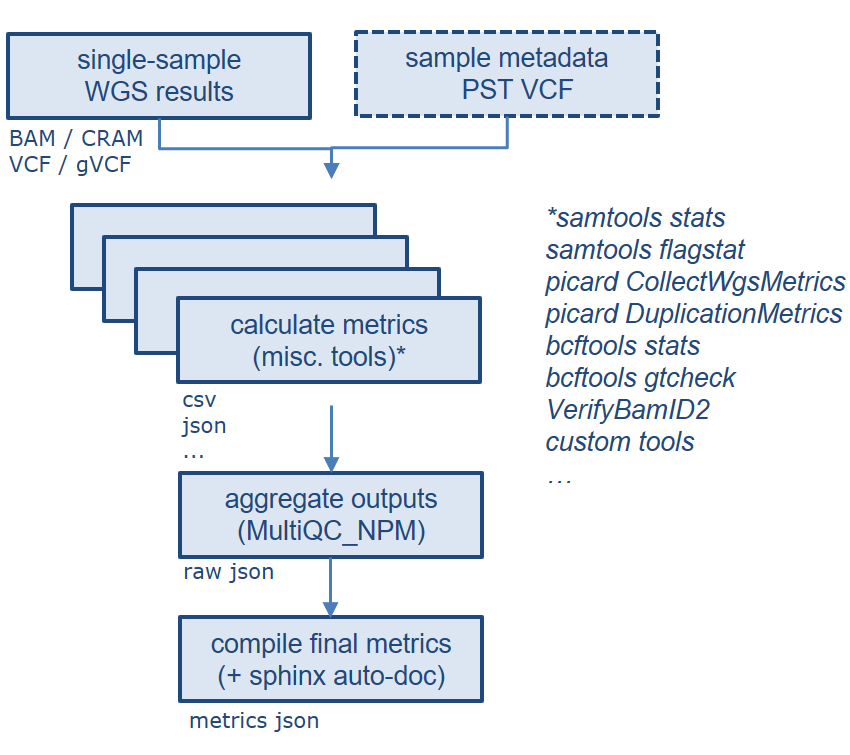 single-sample
WGS results
sample metadata
PST VCF
BAM / CRAM
VCF / gVCF
calculate metrics
(misc. tools)*
csv
json
...
*samtools stats
samtools flagstat
picard CollectWgsMetrics
picard DuplicationMetrics
bcftools stats
bcftools gtcheck
VerifyBamID2
custom tools
...
aggregate outputs
(MultiQC_NPM)
raw json
compile final metrics
(+ sphinx auto-doc)
metrics json